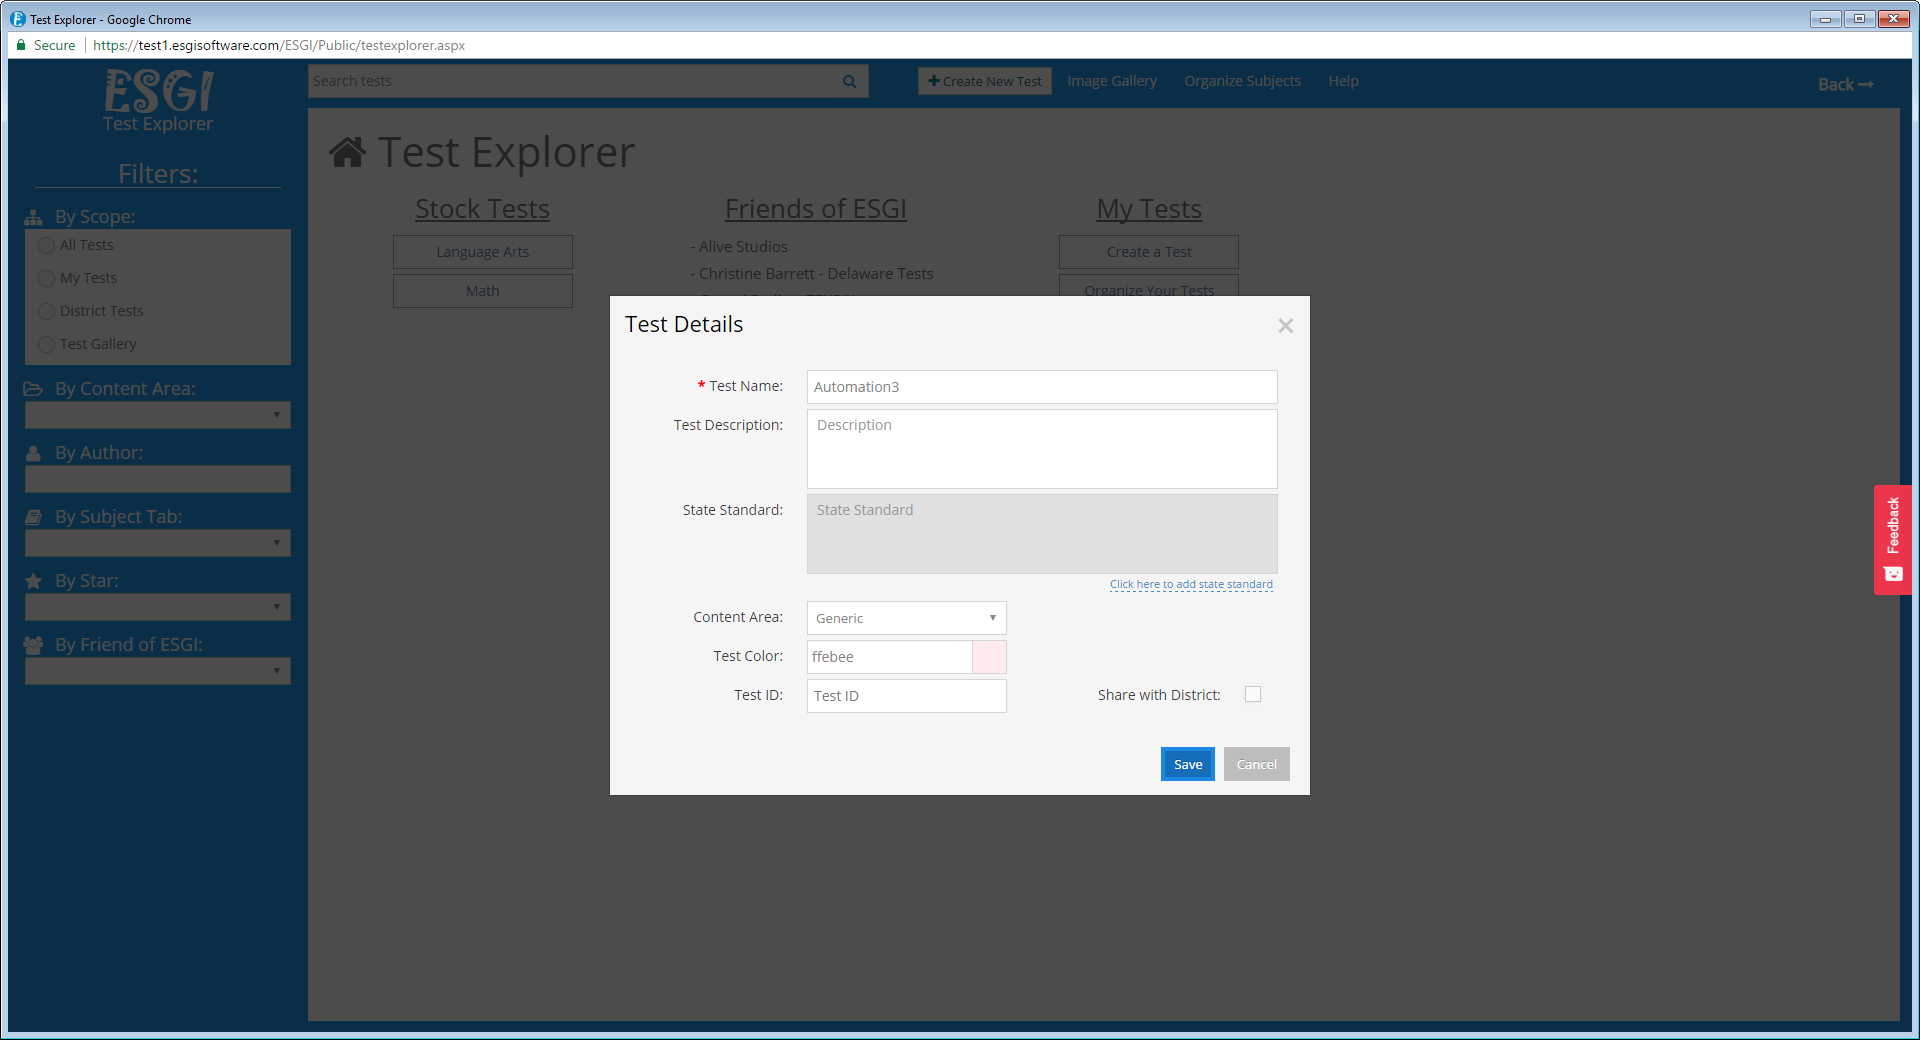 Test Explorer - Google Chrome
Secure https://test1.esgisoftware.com/ESGI/Public/testexplorer.aspx
ESGI
Test Explorer
Search tests
Create New Test
Image Gallery
Organize Subjects
Help
Back
Filters:
By Scope:
All Tests
My Tests
District Tests
Test Gallery
By Content Area:
By Author:
By Subject Tab:
By Star:
By Friend of ESGI:
Test Explorer
Stock Tests
Language Arts
Math
Friends of ESGI
- Alive Studios
- Christine Barrett - Delaware Tests
My Tests
Create a Test
Organize Your Tests
Test Details
* Test Name: Automation3
Test Description: Description
State Standard: State Standard
Click here to add state standard
Content Area: Generic
Test Color: ffebee
Test ID: Test ID
Share with District:
Save
Cancel
Feedback